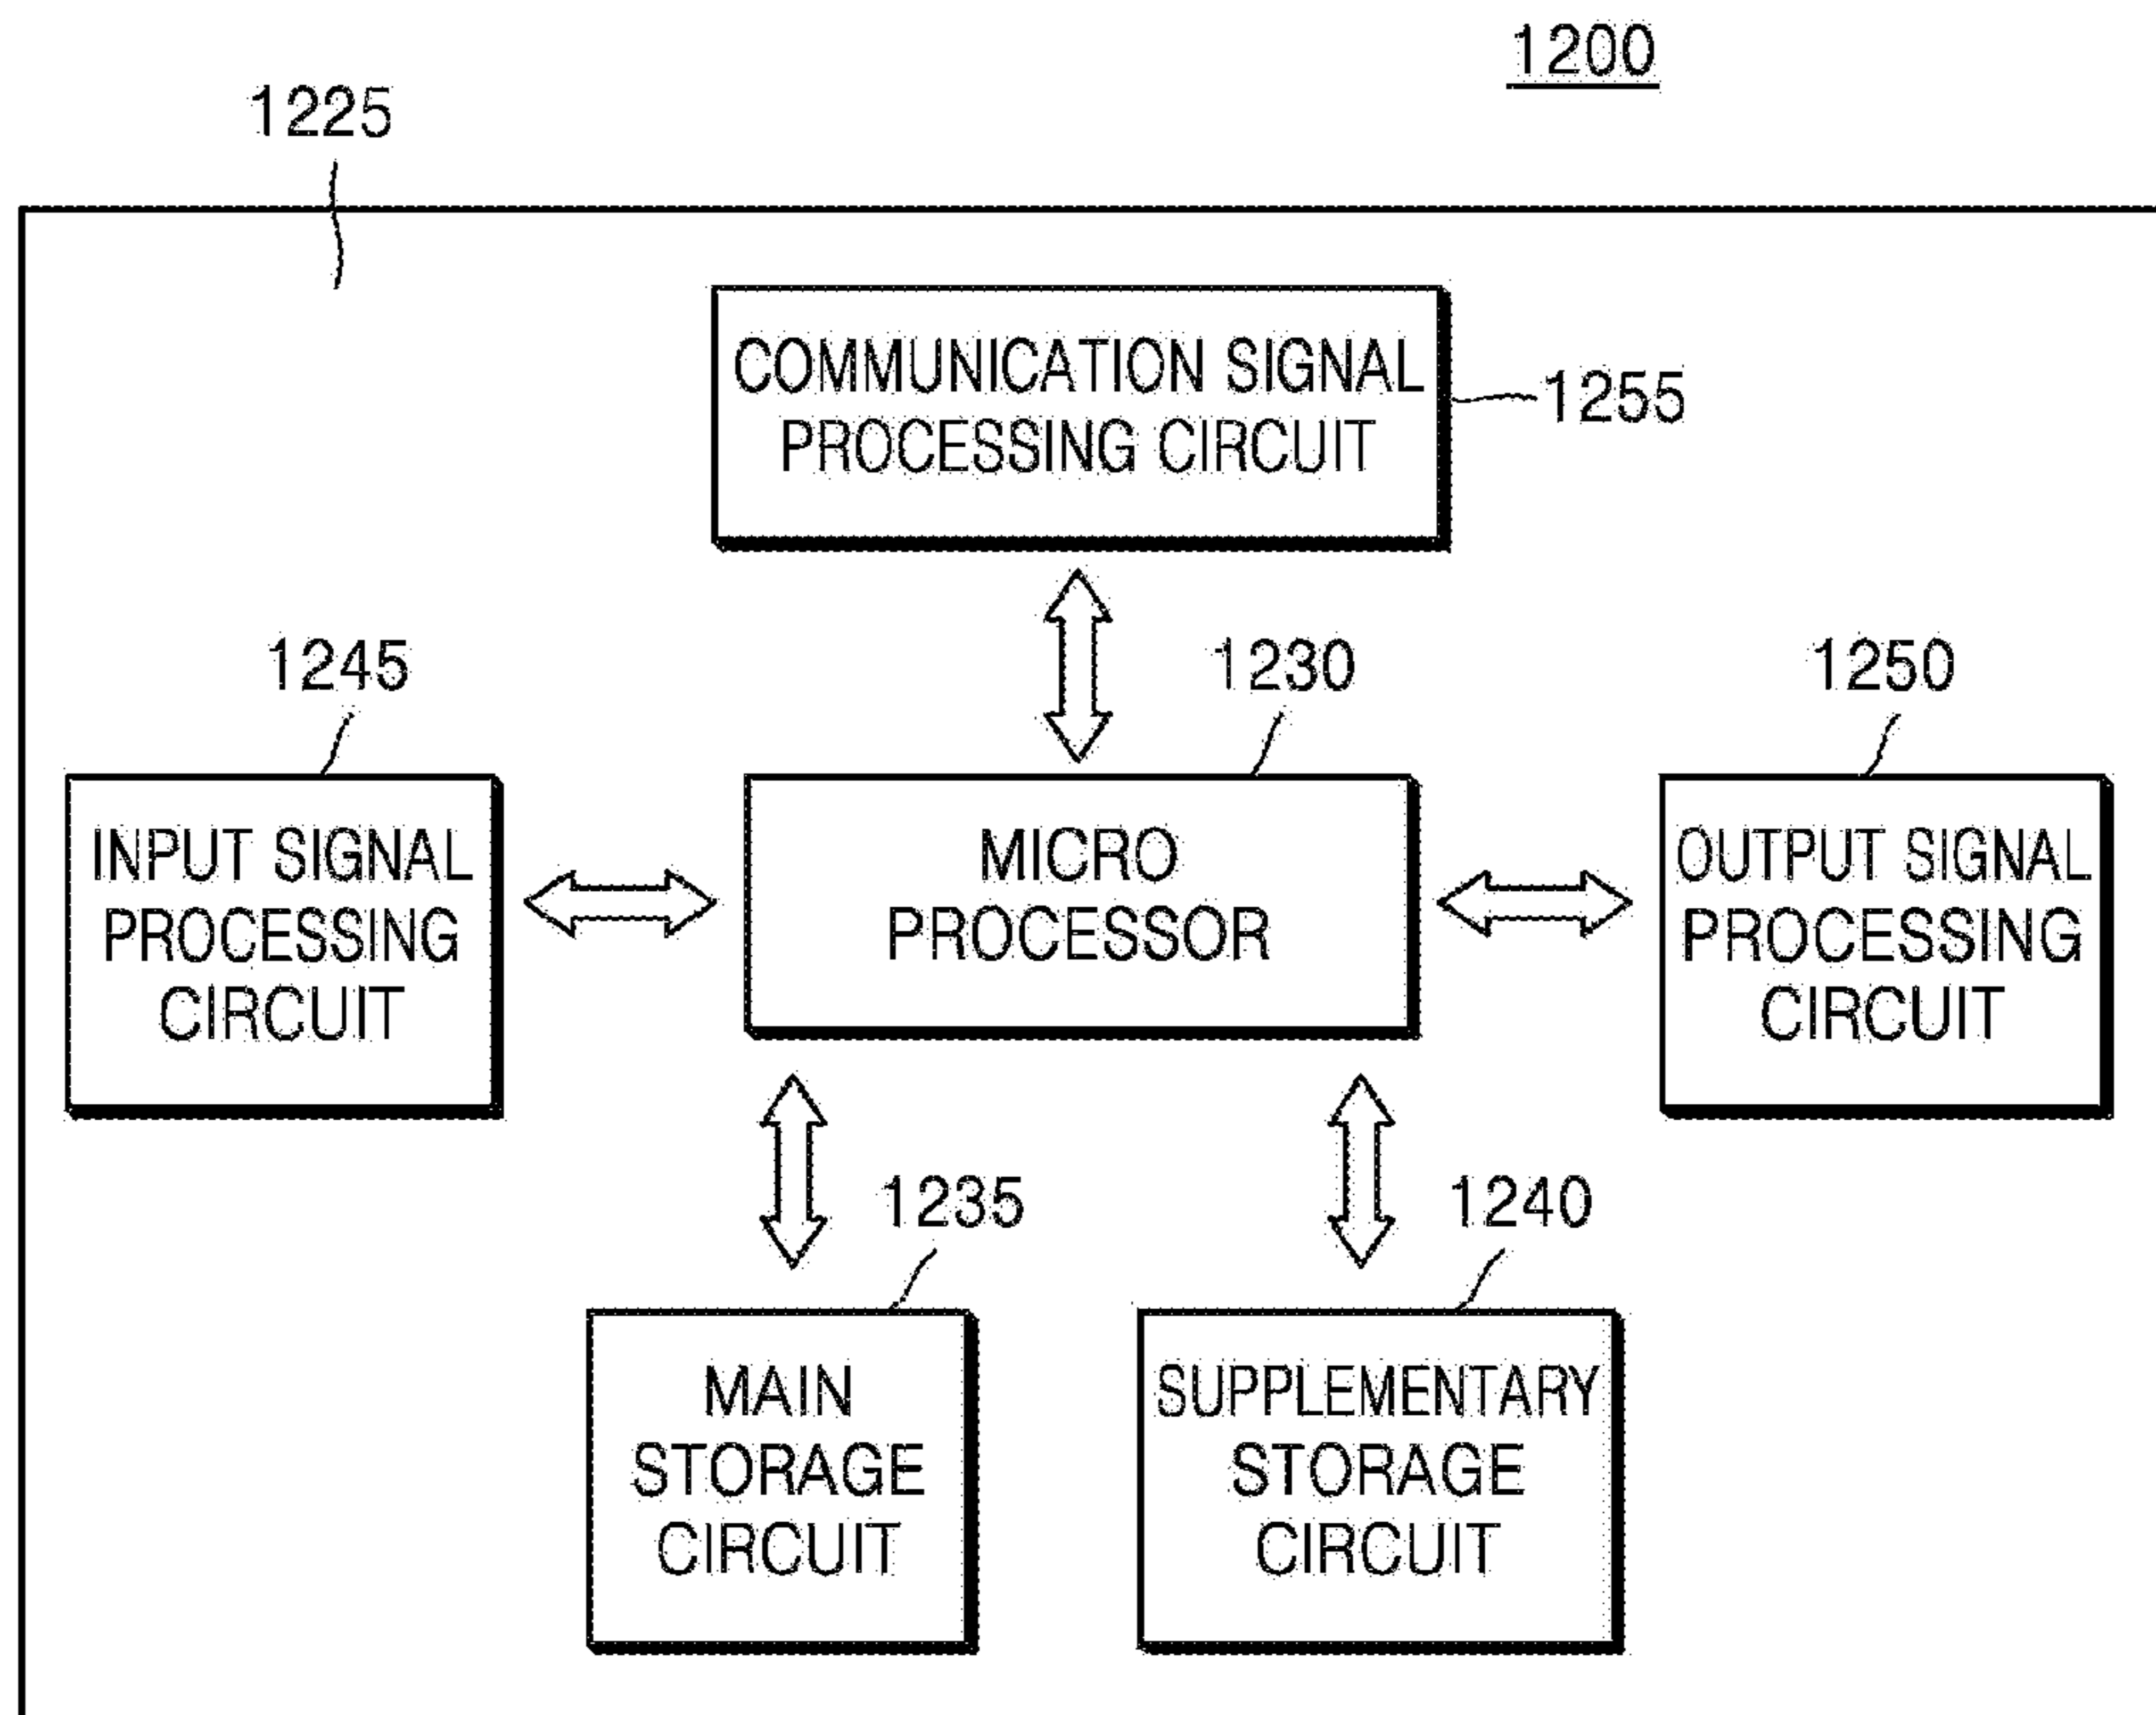 1200
1225
COMMUNICATION SIGNAL
PROCESSING CIRCUIT
1255
1245
1230
1250
INPUT SIGNAL
PROCESSING
CIRCUIT
MICRO
PROCESSOR
OUTPUT SIGNAL
PROCESSING
CIRCUIT
1235
1240
MAIN
STORAGE
CIRCUIT
SUPPLEMENTARY
STORAGE
CIRCUIT